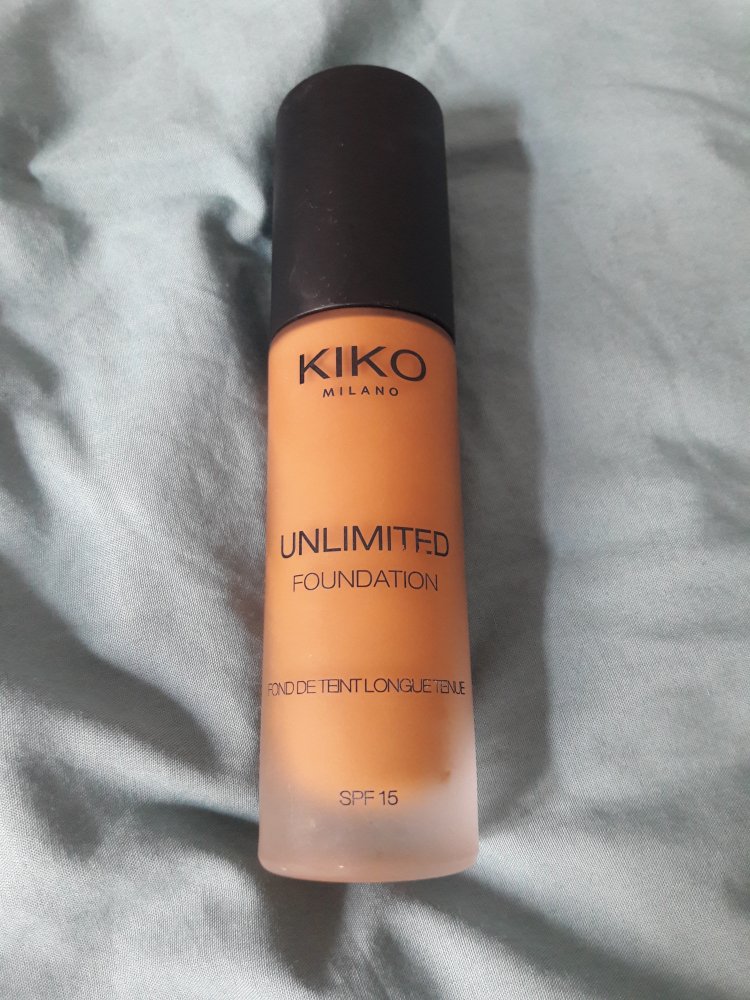 KIKO
MILANO
UNLIMITED
FOUNDATION
FOND DE TEINT LONGUE TENUE
SPF 15